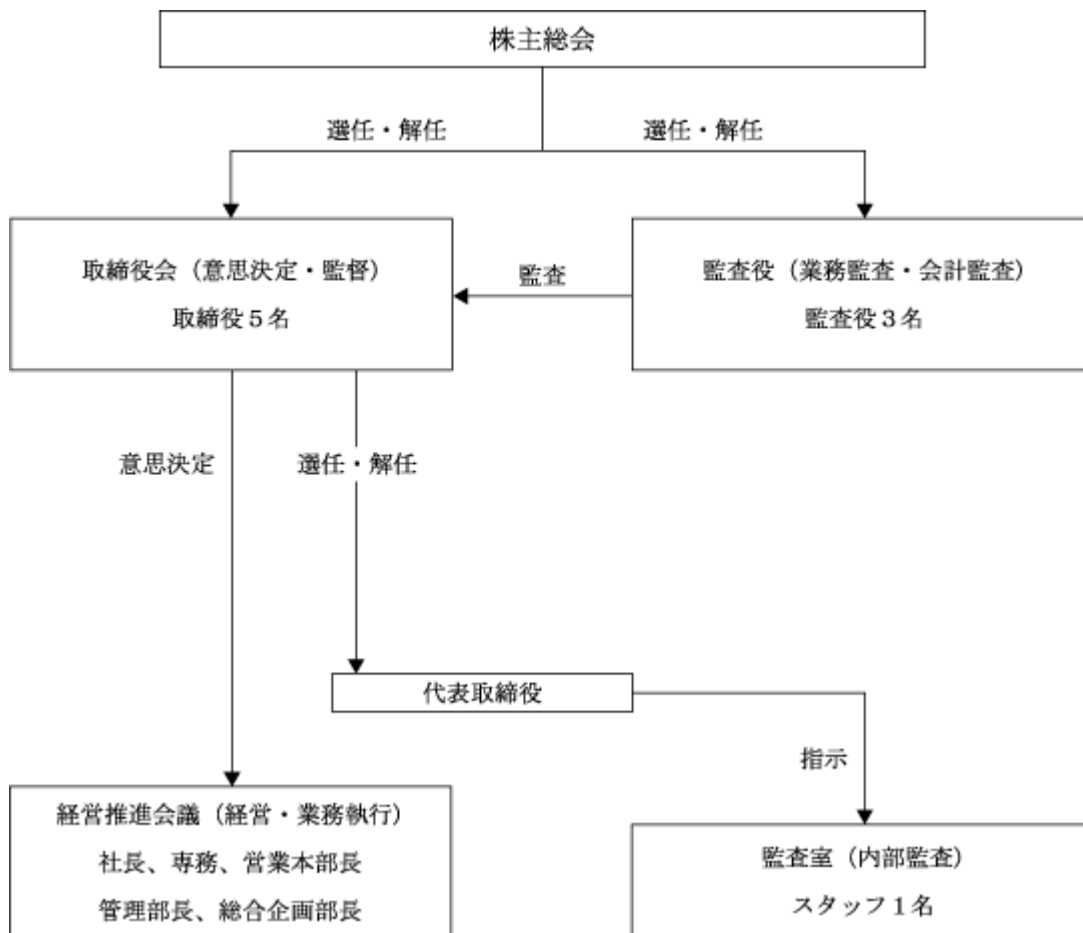 株主総会
選任・解任
選任・解任
取締役会（意思決定・監督）
取締役５名
監査
監査役（業務監査・会計監査）
監査役３名
意思決定
選任・解任
代表取締役
指示
経営推進会議（経営・業務執行）
社長、専務、営業本部長
管理部長、総合企画部長
監査室（内部監査）
スタッフ１名